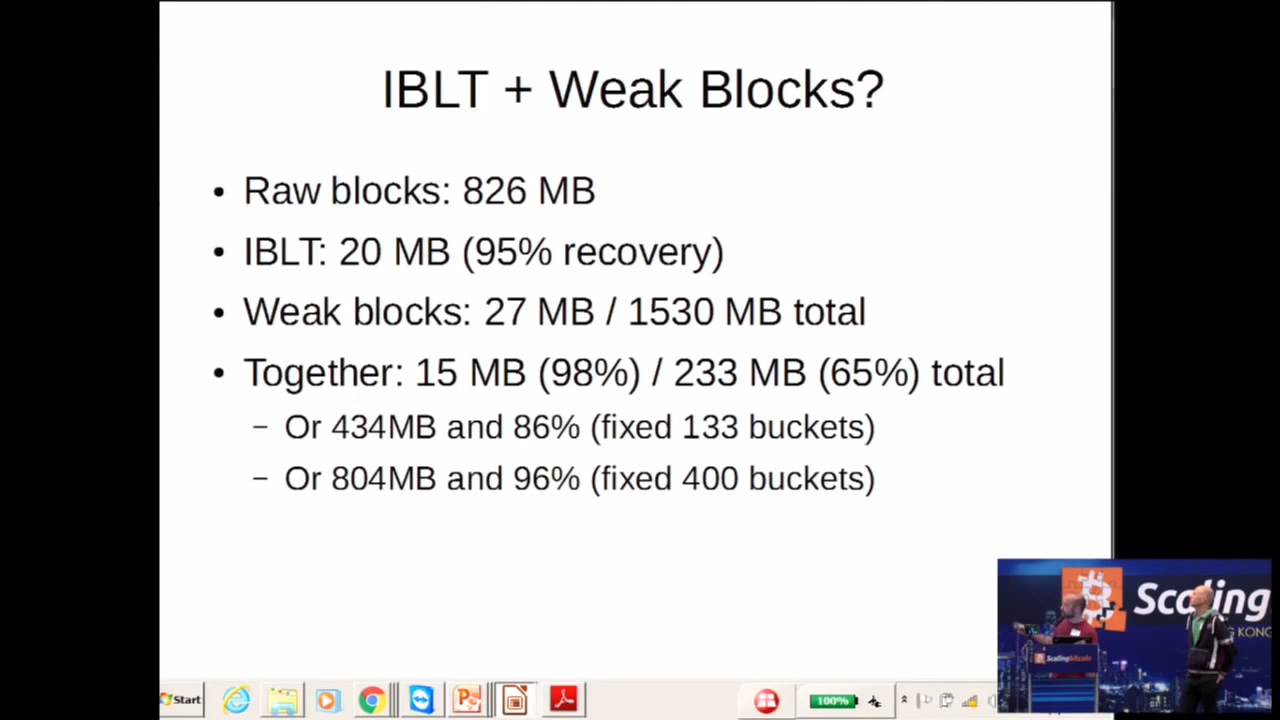 IBLT + Weak Blocks?
• Raw blocks: 826 MB
• IBLT: 20 MB (95% recovery)
• Weak blocks: 27 MB / 1530 MB total
• Together: 15 MB (98%) / 233 MB (65%) total
– Or 434MB and 86% (fixed 133 buckets)
– Or 804MB and 96% (fixed 400 buckets)
Scaling
KONG
Scalingbitcoin
Start
100%